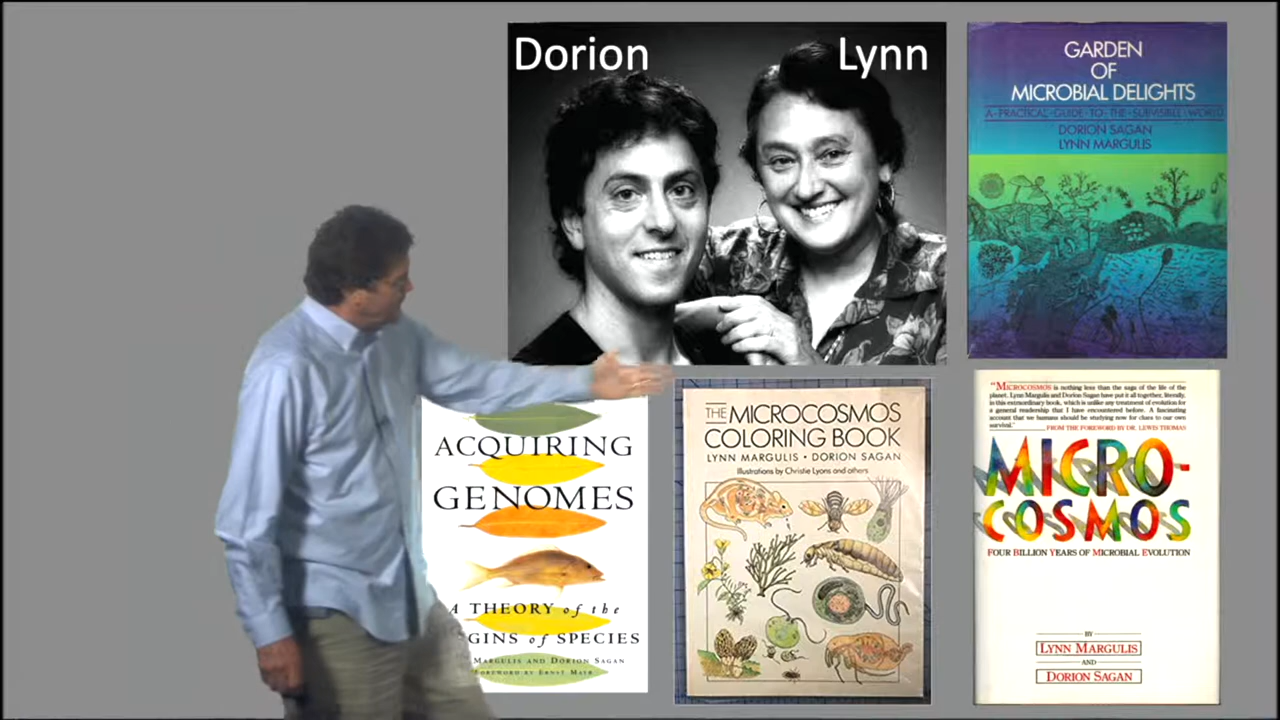 Dorion Lynn
GARDEN
OF
MICROBIAL DELIGHTS
A·PRACTICAL·GUIDE·TO·THE·SUBVISIBLE·WORLD
DORION SAGAN
LYNN MARGULIS
ACQUIRING
GENOMES
A THEORY of the
GINS of SPECIES
MARGULIS AND DORION SAGAN
FOREWORD BY ERNST MAYR
THE MICROCOSMOS
COLORING BOOK
LYNN MARGULIS • DORION SAGAN
Illustrations by Christie Lyons and others
"MICROCOSMOS is nothing less than the saga of the life of the
planet. Lynn Margulis and Dorion Sagan have put it all together, literally,
in this extraordinary book, which is unlike any treatment of evolution for
a general readership that I have encountered before. A fascinating
account that we humans should be studying now for clues to our own
survival."
FROM THE FOREWORD BY DR. LEWIS THOMAS
MICRO-
COSMOS
FOUR BILLION YEARS OF MICROBIAL EVOLUTION
BY
LYNN MARGULIS
AND
DORION SAGAN